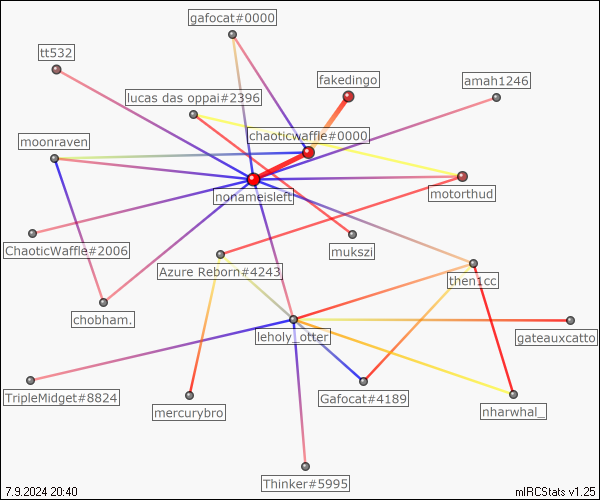 gafocat#0000
tt532
fakedingo
amah1246
lucas das oppai#2396
chaoticwaffle#0000
moonraven
nonameisleft
motorthud
ChaoticWaffle#2006
mukszi
Azure Reborn#4243
then1cc
chobham.
leholy_otter
gateauxcatto
TripleMidget#8824
mercurybro
Gafocat#4189
nharwhal_
Thinker#5995
7.9.2024 20:40
mIRCStats v1.25